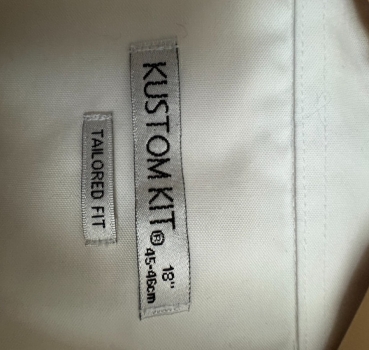 KUSTOM KIT®
18"
45-46cm
TAILORED FIT